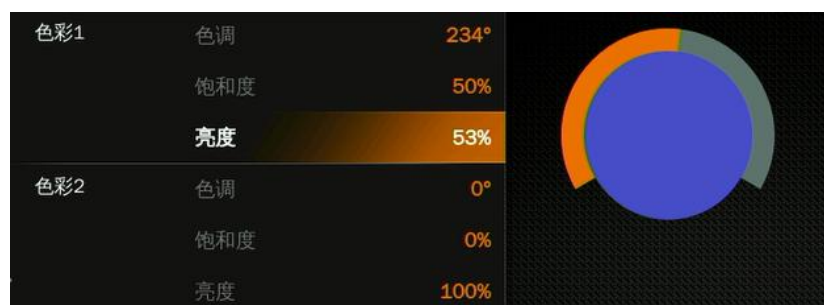 色彩1 色调 234°
饱和度 50%
亮度 53%
色彩2 色调 0°
饱和度 0%
亮度 100%